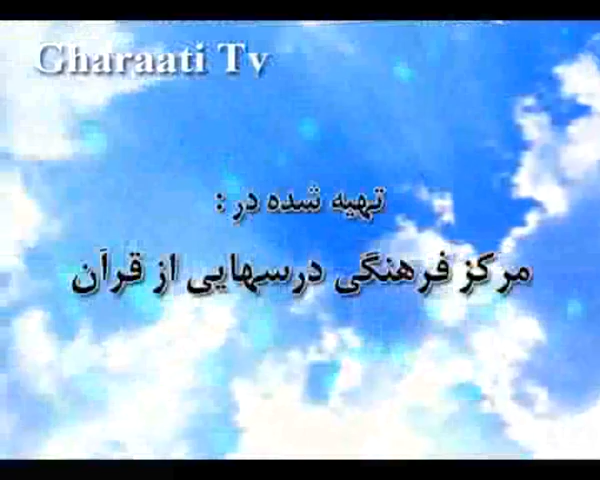 Gharaati Tv
تهیه شده در :
مرکز فرهنگی درسهایی از قرآن